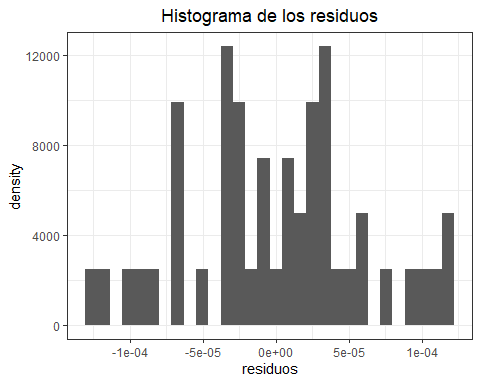 Histograma de los residuos
12000
8000
4000
0
density
-1e-04
-5e-05
0e+00
5e-05
1e-04
residuos